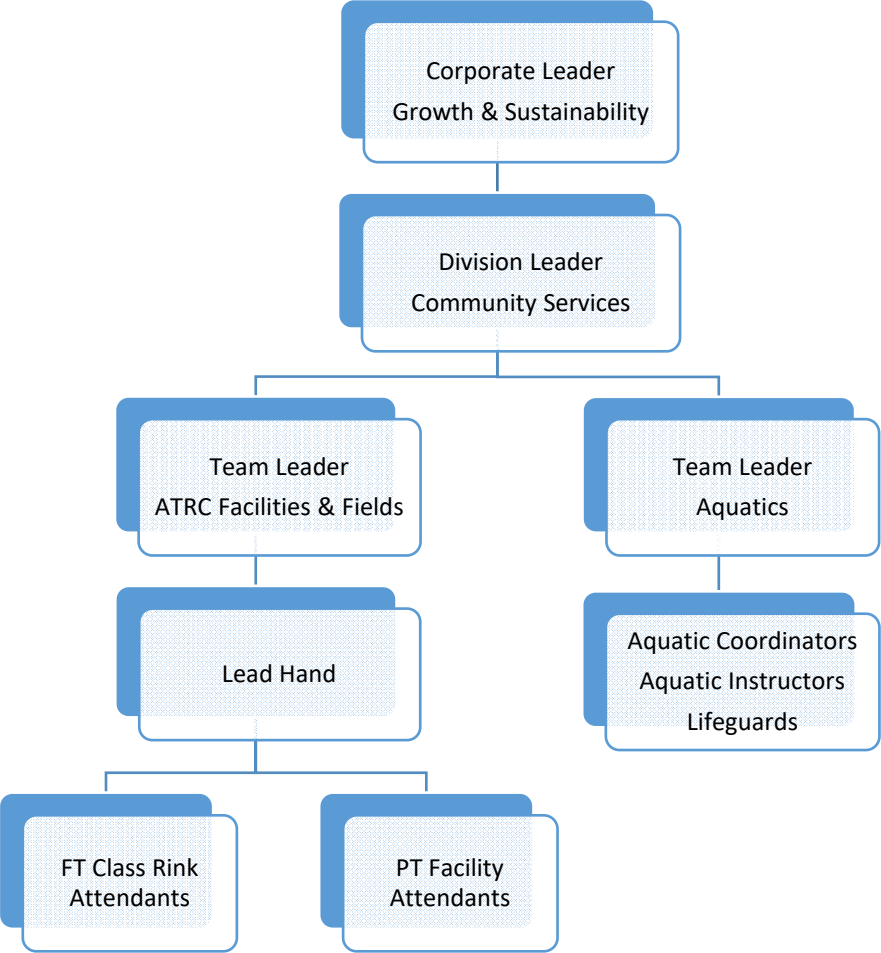 Corporate Leader
Growth & Sustainability
Division Leader
Community Services
Team Leader
ATRC Facilities & Fields
Team Leader
Aquatics
Lead Hand
Aquatic Coordinators
Aquatic Instructors
Lifeguards
FT Class Rink
Attendants
PT Facility
Attendants